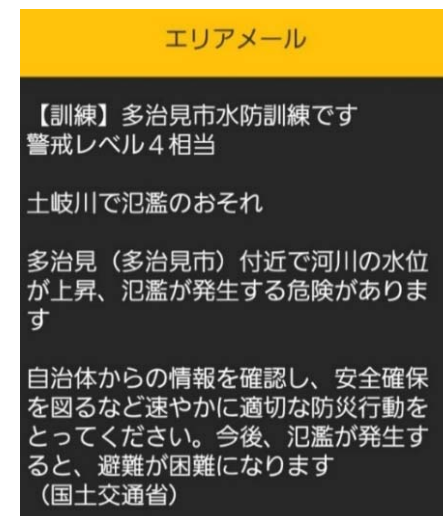 エリアメール
【訓練】多治見市水防訓練です
警戒レベル４相当
土岐川で氾濫のおそれ
多治見（多治見市）付近で河川の水位
が上昇、氾濫が発生する危険がありま
す
自治体からの情報を確認し、安全確保
を図るなど速やかに適切な防災行動を
とってください。今後、氾濫が発生す
ると、避難が困難になります
（国土交通省）